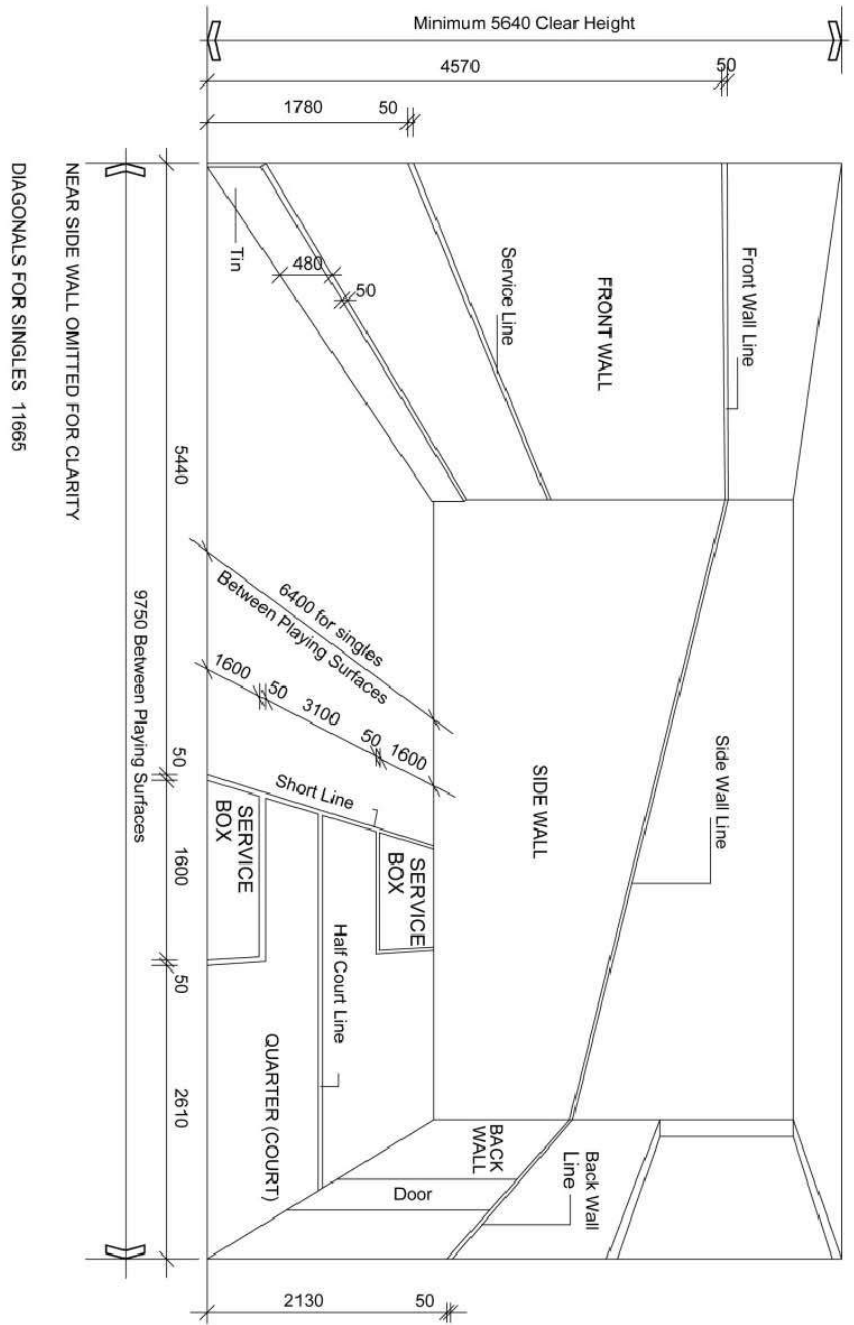 Minimum 5640 Clear Height
4570
50
1780
50
Front Wall Line
FRONT WALL
Service Line
480
50
Tin
5440
NEAR SIDE WALL OMITTED FOR CLARITY
DIAGONALS FOR SINGLES 11665
6400 for singles
Between Playing Surfaces
1600
50
3100
50
1600
9750 Between Playing Surfaces
Side Wall Line
SIDE WALL
Short Line
50
SERVICE
BOX
SERVICE
BOX
1600
Half Court Line
50
QUARTER (COURT)
2610
BACK
WALL
Back Wall
Line
Door
2130
50